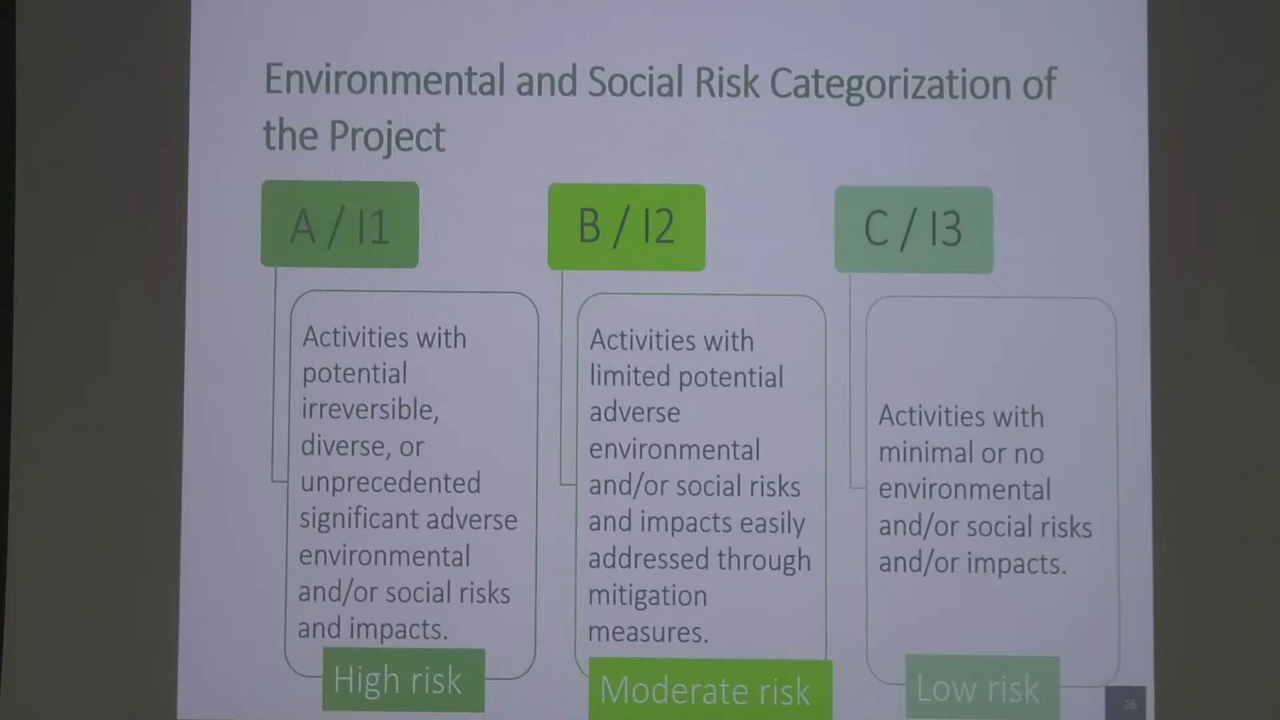 Environmental and Social Risk Categorization of
the Project
A / I1
Activities with
potential
irreversible,
diverse, or
unprecedented
significant adverse
environmental
and/or social risks
and impacts.
High risk
B / I2
Activities with
limited potential
adverse
environmental
and/or social risks
and impacts easily
addressed through
mitigation
measures.
Moderate risk
C / I3
Activities with
minimal or no
environmental
and/or social risks
and/or impacts.
Low risk